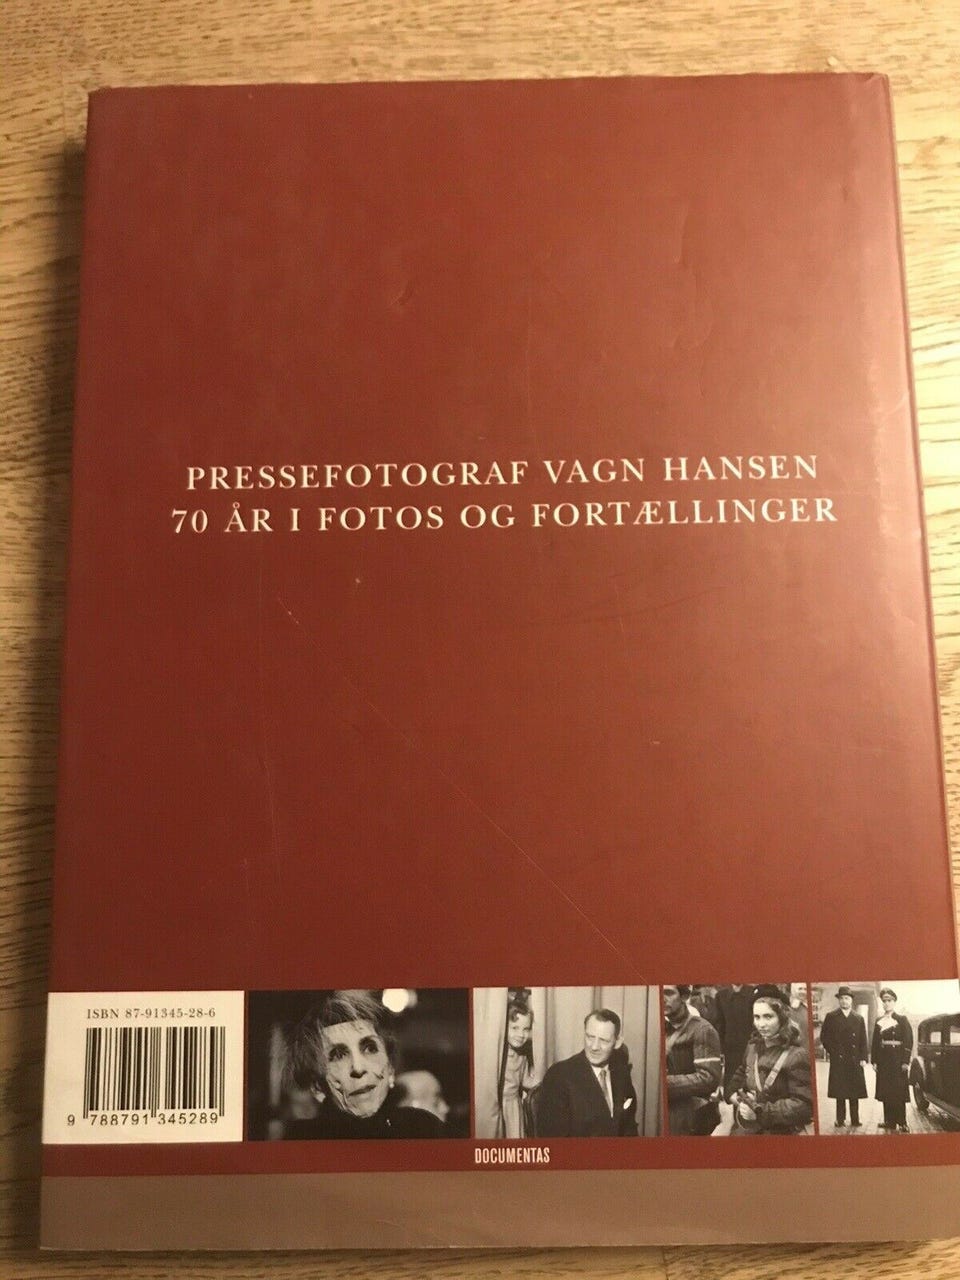 PRESSEFOTOGRAF VAGN HANSEN
70 ÅR I FOTOS OG FORTÆLLINGER
ISBN 87-91345-28-6
9 788791 345289
DOCUMENTAS